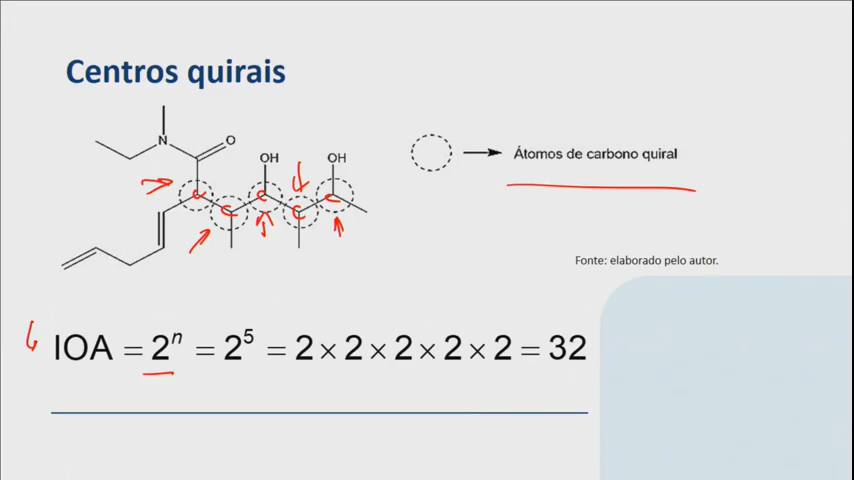 Centros quirais
N
O
OH
OH
Átomos de carbono quiral
C
C
C
C
C
Fonte: elaborado pelo autor.
IOA = 2ⁿ = 2⁵ = 2 × 2 × 2 × 2 × 2 = 32